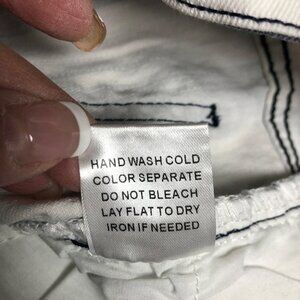 HAND WASH COLD
COLOR SEPARATE
DO NOT BLEACH
LAY FLAT TO DRY
IRON IF NEEDED